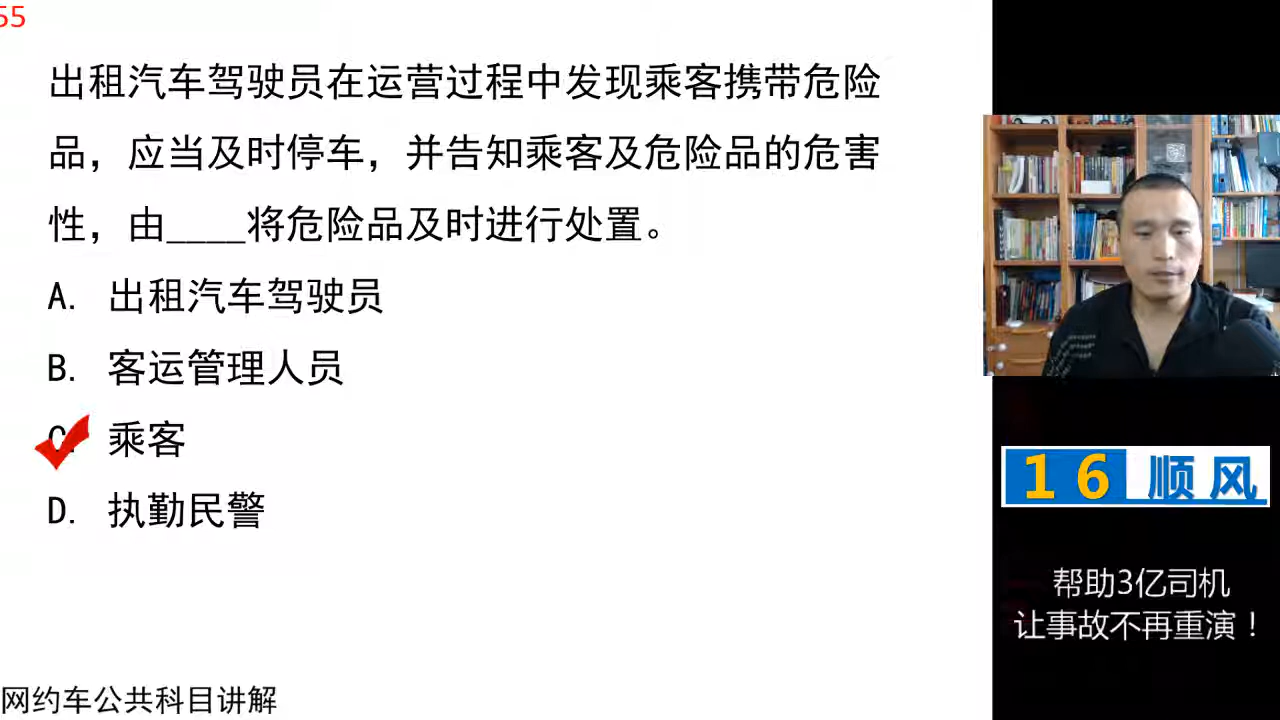 55
出租汽车驾驶员在运营过程中发现乘客携带危险
品，应当及时停车，并告知乘客及危险品的危害
性，由____将危险品及时进行处置。
A. 出租汽车驾驶员
B. 客运管理人员
C. 乘客
D. 执勤民警
16顺风
帮助3亿司机
让事故不再重演！
网约车公共科目讲解